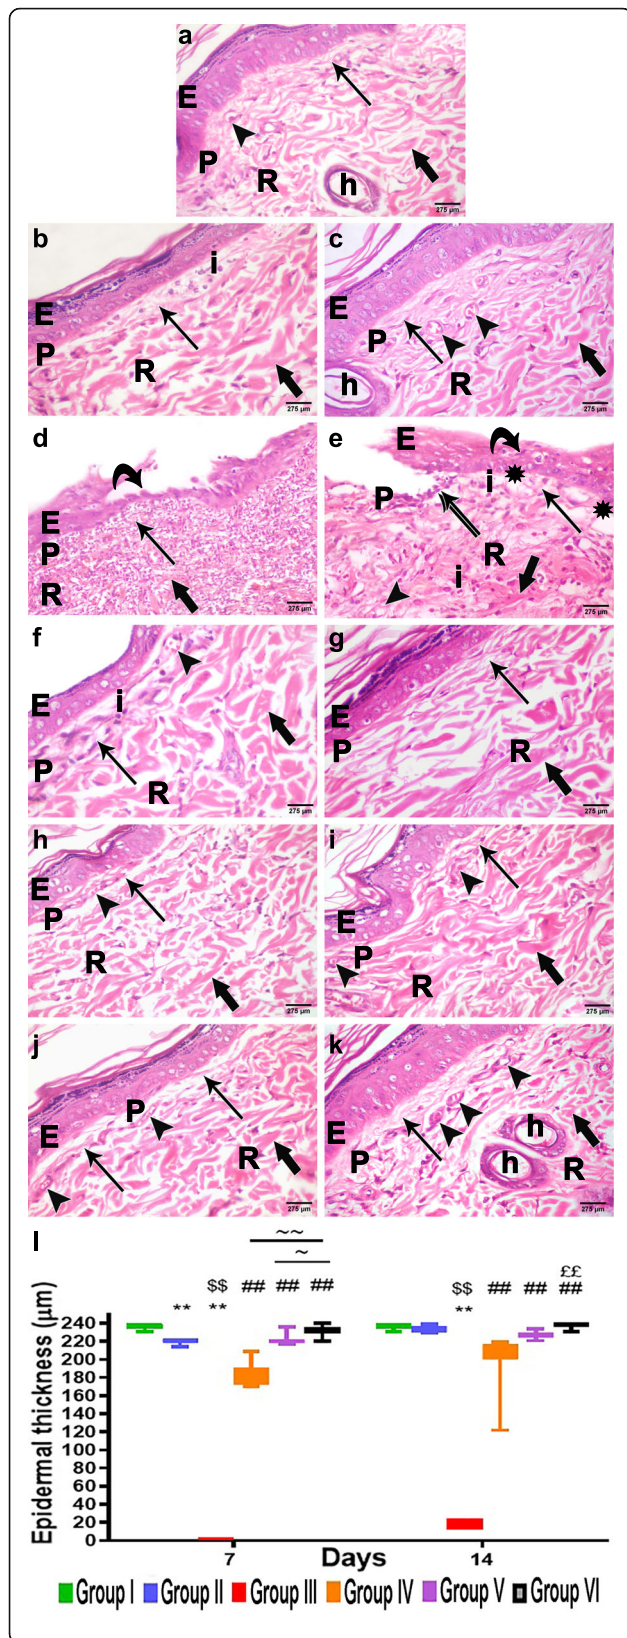 a
E
P
R
h
275 µm
b
i
E
P
R
275 µm
c
E
P
R
h
275 µm
d
E
P
R
275 µm
e
E
i
P
R
i
275 µm
f
E
i
P
R
275 µm
g
E
P
R
275 µm
h
E
P
R
275 µm
i
E
P
R
275 µm
j
P
E
R
275 µm
k
E
P
h
h
R
275 µm
l
~~
~
$$ ## ## ## $$ ## ## ££
** ** ** ##
Epidermal thickness (µm)
240
220
200
180
160
140
120
100
80
60
40
20
0
7 Days 14
Group I Group II Group III Group IV Group V Group VI